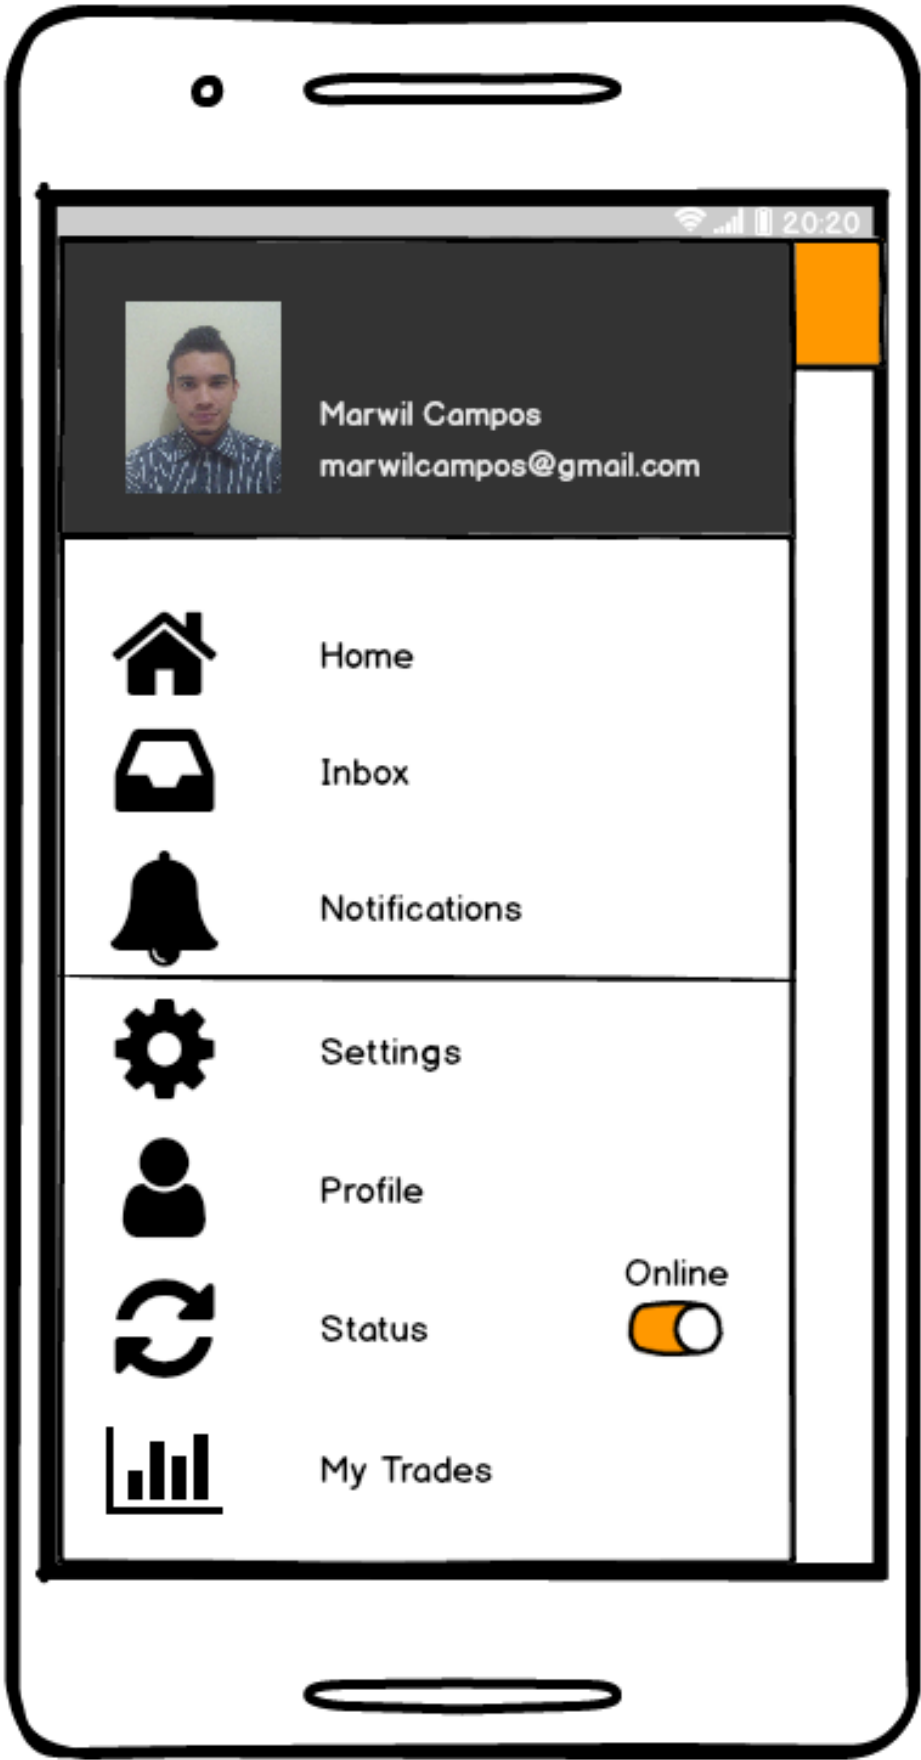 20:20
Marwil Campos
marwilcampos@gmail.com
Home
Inbox
Notifications
Settings
Profile
Online
Status
My Trades